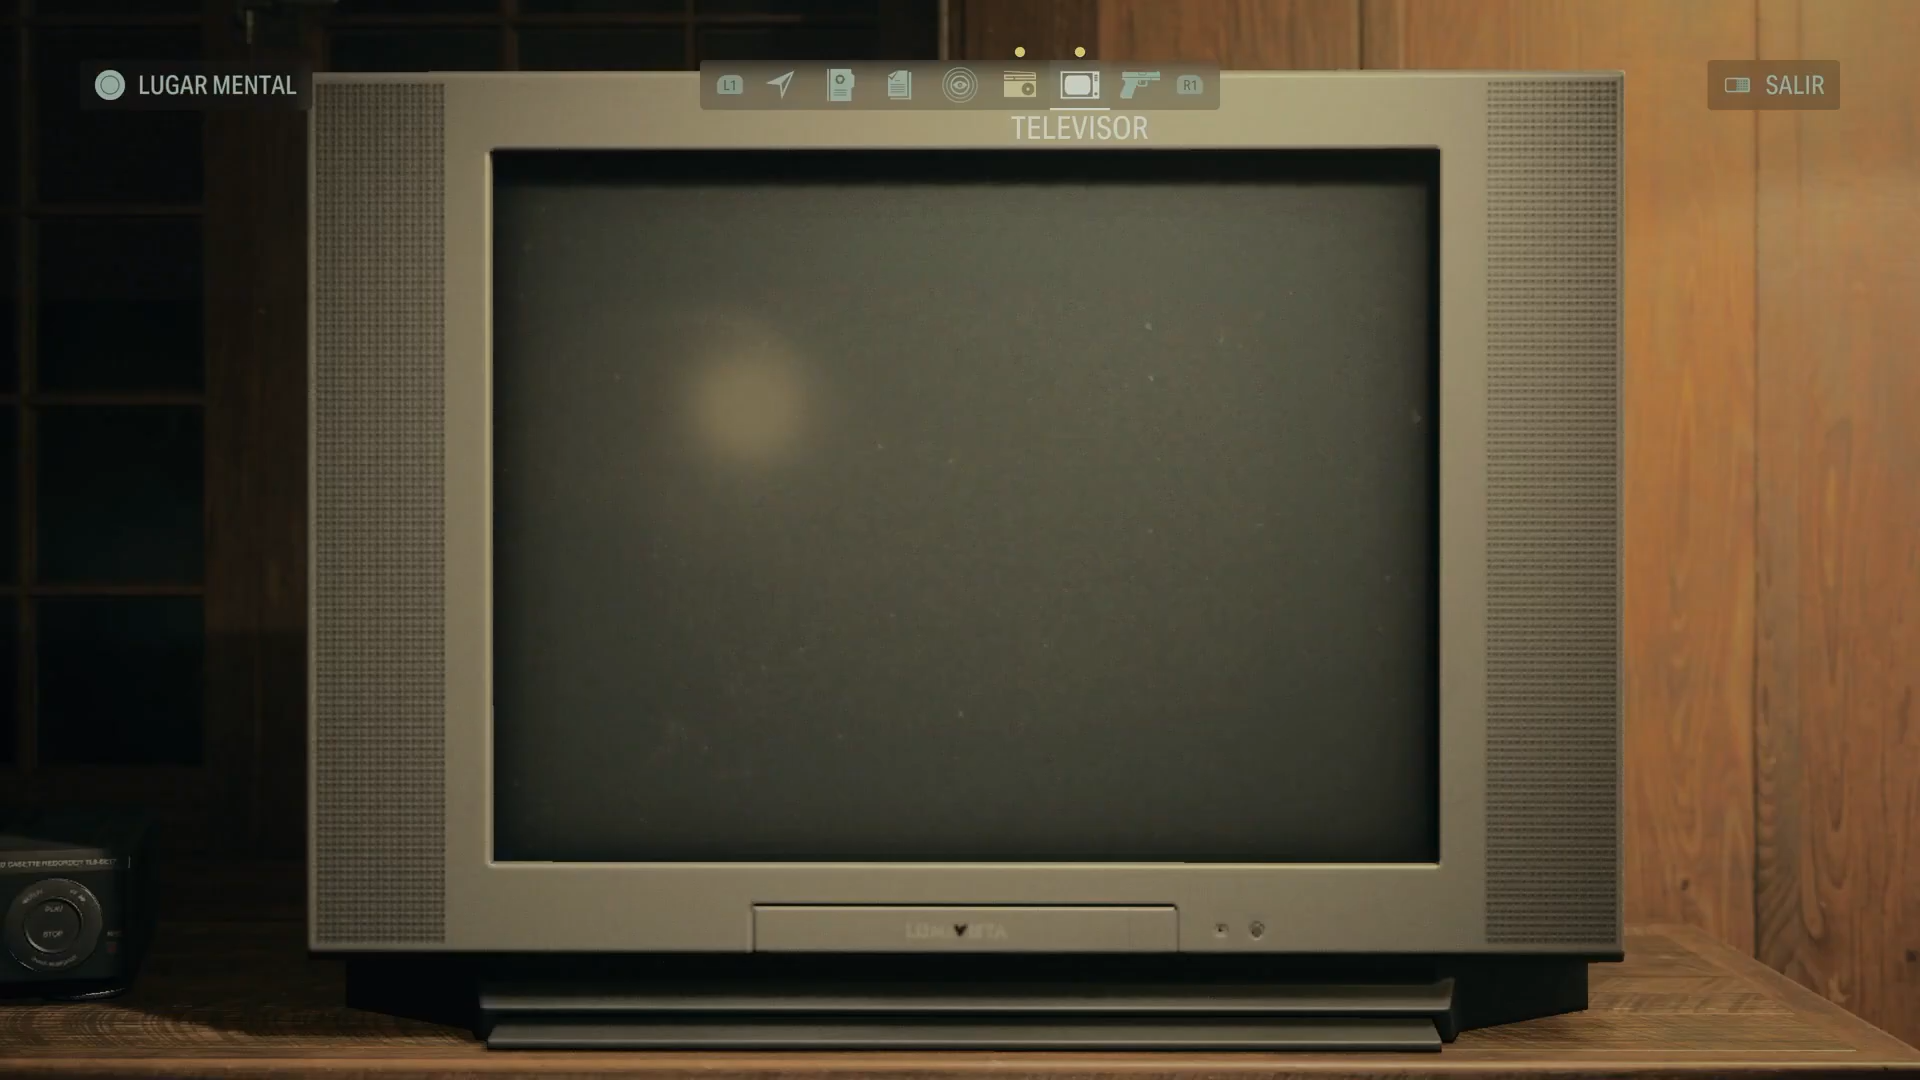 LUGAR MENTAL
L1
R1
TELEVISOR
SALIR
PLAY
STOP